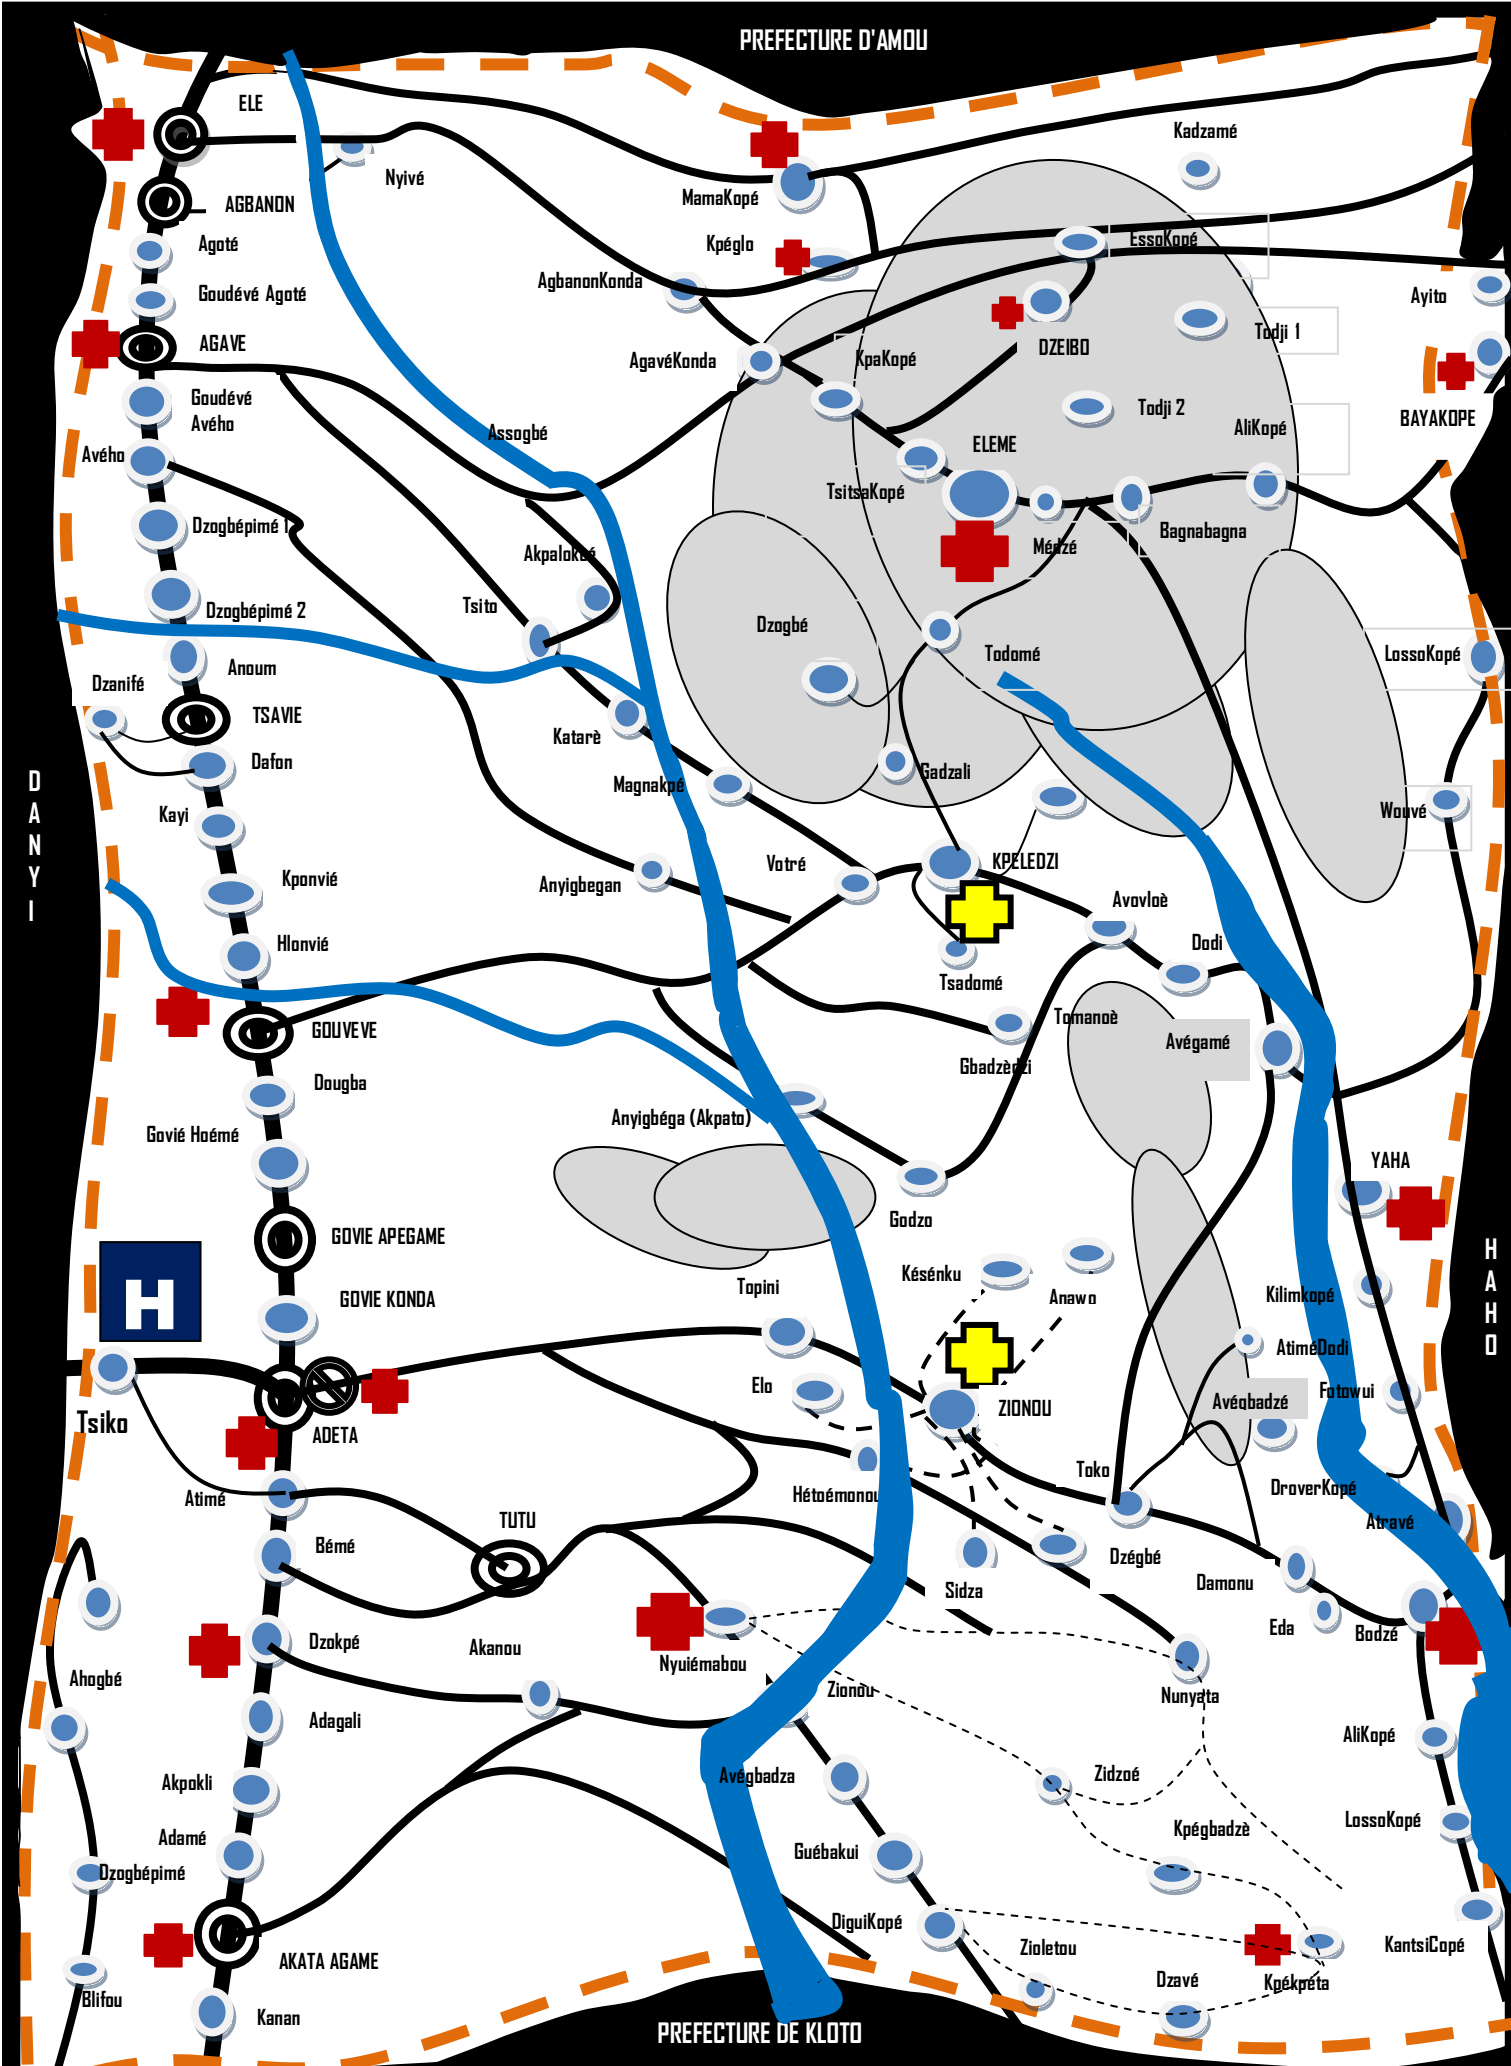 PREFECTURE D'AMOU
ELE
Kadzamé
Nyivé
MamaKopé
AGBANON
Agoté
Kpéglo
EssoKopé
AgbanonKonda
Goudévé Agoté
Ayito
Todji 1
AGAVE
DZEIBO
AgavéKonda
KpaKopé
Goudévé
Avého
Todji 2
BAYAKOPE
AliKopé
Assogbé
ELEME
Avého
TsitsaKopé
Dzogbépimé 1
Bagnabagna
Médzé
Akpalokbé
Tsito
Dzogbépimé 2
Dzogbé
Todomé
LossoKopé
Anoum
Dzanifé
TSAVIE
Katarè
Dafon
Gadzali
Magnakpé
D
A
N
Y
I
Kayi
Wouvé
Votré
KPELEDZI
Kponvié
Anyigbegan
Avovloè
Hlonvié
Dodi
Tsadomé
Tomanoè
GOUVEVE
Avégamé
Gbadzèdzi
Dougba
Anyigbéga (Akpato)
Govié Hoémé
YAHA
Godzo
GOVIE APEGAME
H
A
H
O
Késénku
Topini
Anawo
Kilimkopé
H
GOVIE KONDA
AtiméDodi
Elo
Fotowui
Avégbadzé
ZIONOU
Tsiko
ADETA
Toko
Hétoémonou
DroverKopé
Atimé
TUTU
Atravé
Bémé
Dzégbé
Damonu
Sidza
Eda
Bodzé
Dzokpé
Akanou
Nyuiémabou
Ahogbé
Zionou
Nunyata
Adagali
AliKopé
Avégbadza
Zidzoé
Akpokli
LossoKopé
Kpégbadzè
Adamé
Guébakui
Dzogbépimé
DiguiKopé
KantsiCopé
Zioletou
AKATA AGAME
Dzavé
Kpékpéta
Blifou
Kanan
PREFECTURE DE KLOTO